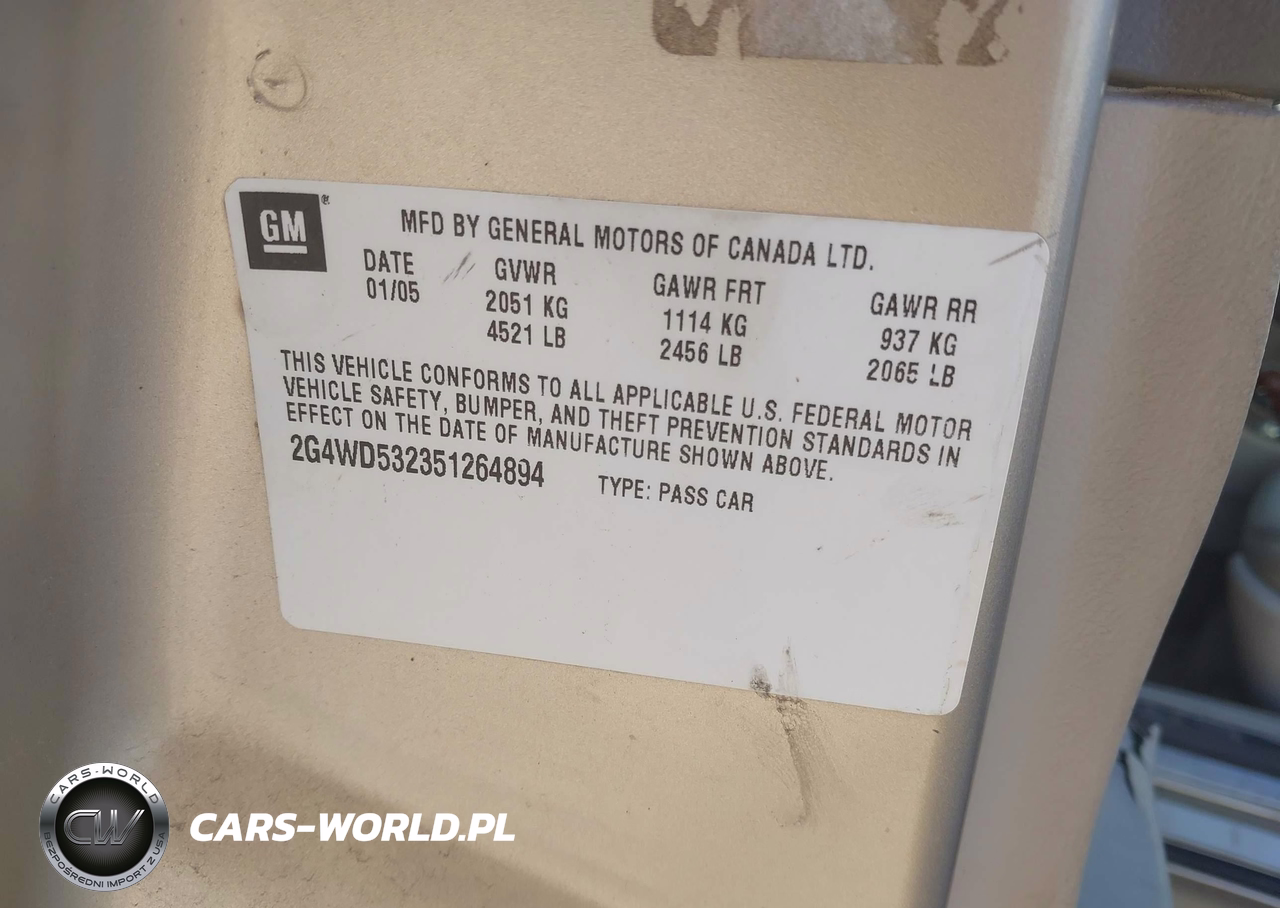 GM ®
MFD BY GENERAL MOTORS OF CANADA LTD.
DATE GVWR GAWR FRT GAWR RR
01/05 2051 KG 1114 KG 937 KG
4521 LB 2456 LB 2065 LB
THIS VEHICLE CONFORMS TO ALL APPLICABLE U.S. FEDERAL MOTOR
VEHICLE SAFETY, BUMPER, AND THEFT PREVENTION STANDARDS IN
EFFECT ON THE DATE OF MANUFACTURE SHOWN ABOVE.
2G4WD532351264894 TYPE: PASS CAR
CARS-WORLD
CW
BEZPOŚREDNI IMPORT Z USA
CARS-WORLD.PL